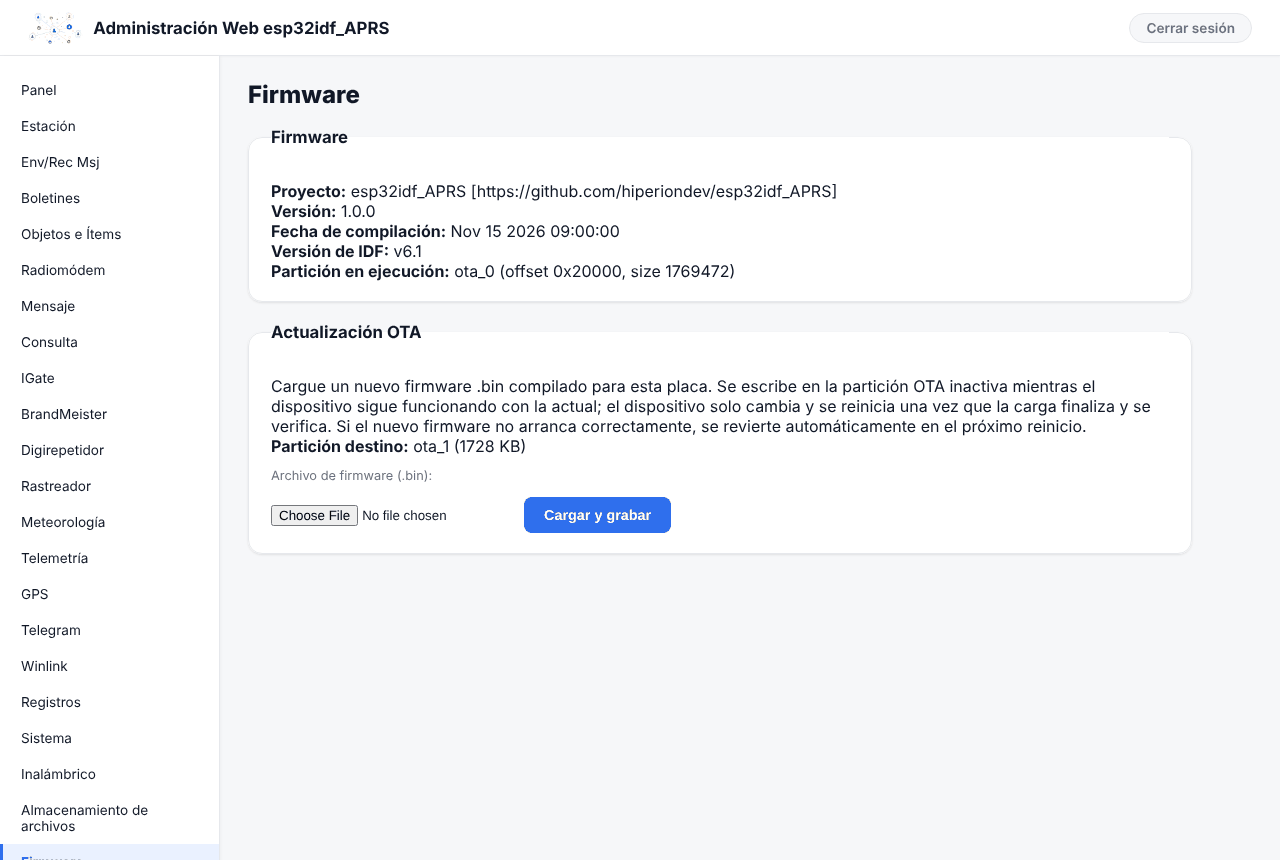 Administración Web esp32idf_APRS
Cerrar sesión
Panel
Estación
Env/Rec Msj
Boletines
Objetos e Ítems
Radiomódem
Mensaje
Consulta
IGate
BrandMeister
Digirepetidor
Rastreador
Meteorología
Telemetría
GPS
Telegram
Winlink
Registros
Sistema
Inalámbrico
Almacenamiento de
archivos
Firmware
Firmware
Firmware
Proyecto: esp32idf_APRS [https://github.com/hiperiondev/esp32idf_APRS]
Versión: 1.0.0
Fecha de compilación: Nov 15 2026 09:00:00
Versión de IDF: v6.1
Partición en ejecución: ota_0 (offset 0x20000, size 1769472)
Actualización OTA
Cargue un nuevo firmware .bin compilado para esta placa. Se escribe en la partición OTA inactiva mientras el
dispositivo sigue funcionando con la actual; el dispositivo solo cambia y se reinicia una vez que la carga finaliza y se
verifica. Si el nuevo firmware no arranca correctamente, se revierte automáticamente en el próximo reinicio.
Partición destino: ota_1 (1728 KB)
Archivo de firmware (.bin):
Choose File No file chosen
Cargar y grabar